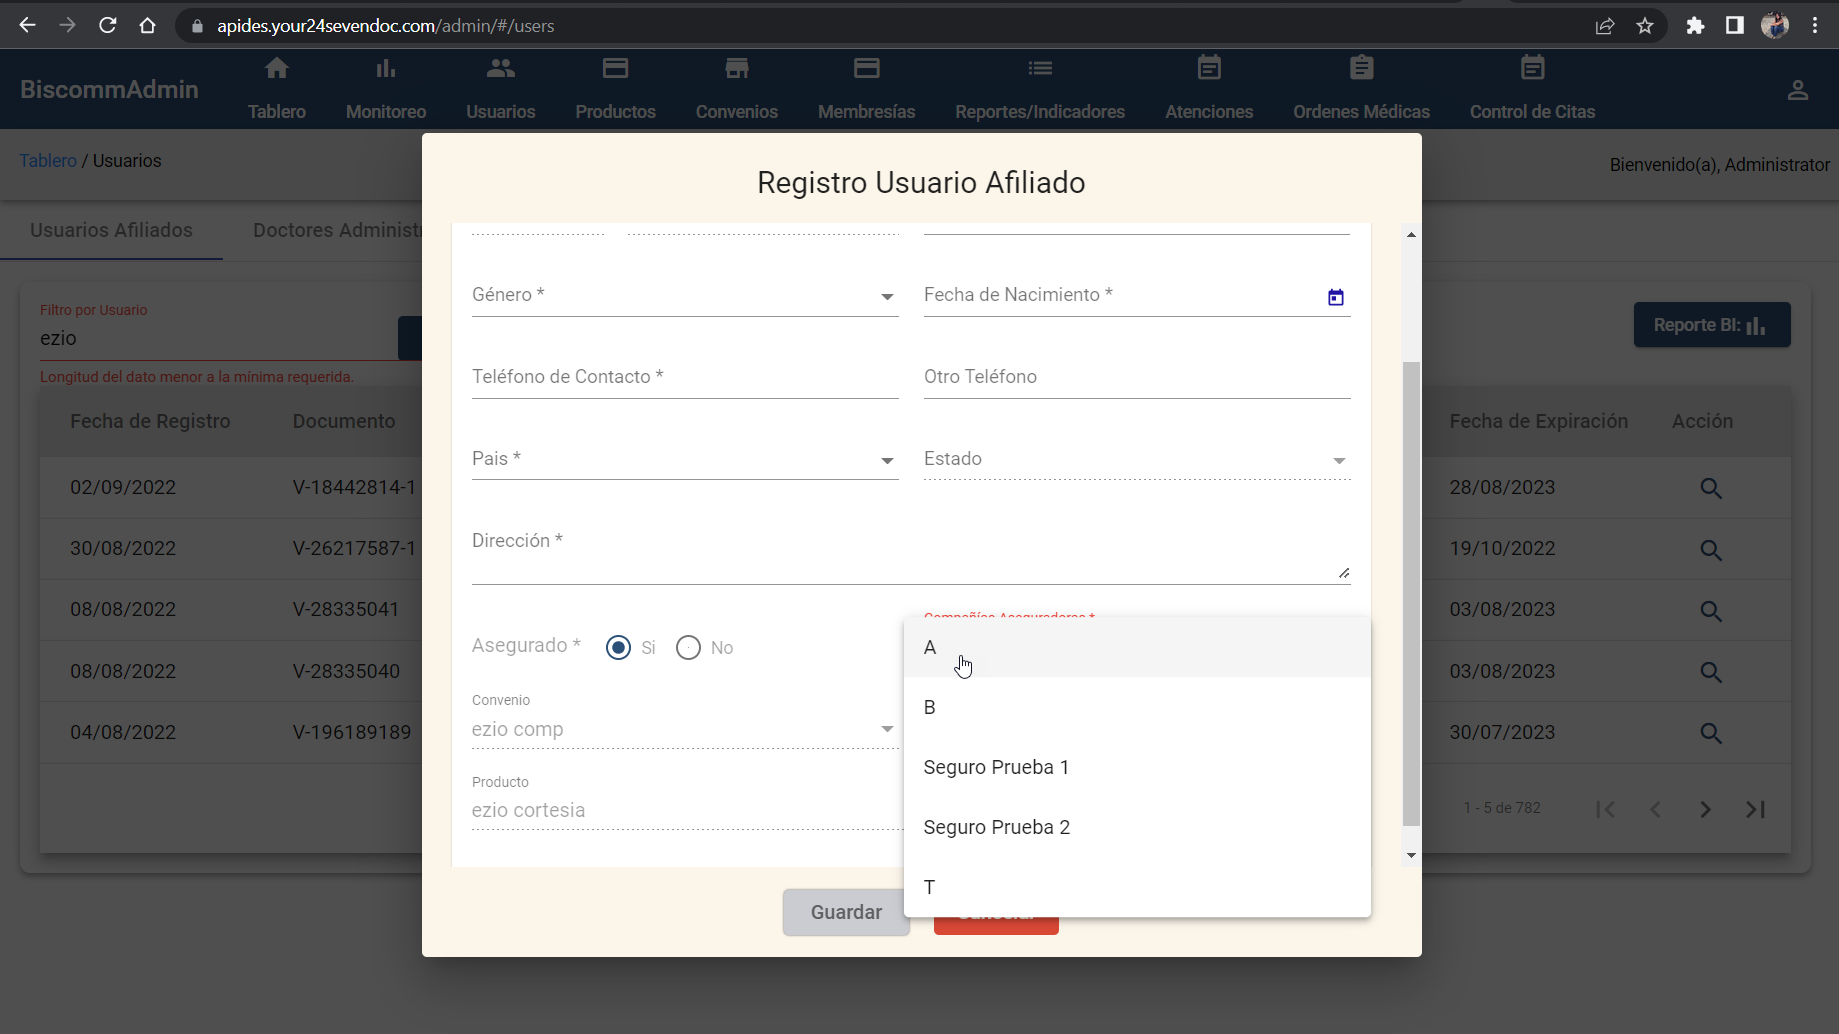 apides.your24sevendoc.com/admin/#/users
BiscommAdmin
Tablero
Monitoreo
Usuarios
Productos
Convenios
Membresías
Reportes/Indicadores
Atenciones
Ordenes Médicas
Control de Citas
Tablero / Usuarios
Bienvenido(a), Administrator
Usuarios Afiliados
Doctores Administ
Filtro por Usuario
ezio
Longitud del dato menor a la mínima requerida.
Reporte BI:
Fecha de Registro Documento Fecha de Expiración Acción
02/09/2022 V-18442814-1 28/08/2023
30/08/2022 V-26217587-1 19/10/2022
08/08/2022 V-28335041 03/08/2023
08/08/2022 V-28335040 03/08/2023
04/08/2022 V-196189189 30/07/2023
1 - 5 de 782
Registro Usuario Afiliado
Género * Fecha de Nacimiento *
Teléfono de Contacto * Otro Teléfono
Pais * Estado
Dirección *
Compañías Aseguradoras *
Asegurado * Si No
Convenio
ezio comp
Producto
ezio cortesia
A
B
Seguro Prueba 1
Seguro Prueba 2
T
Guardar
Cancelar